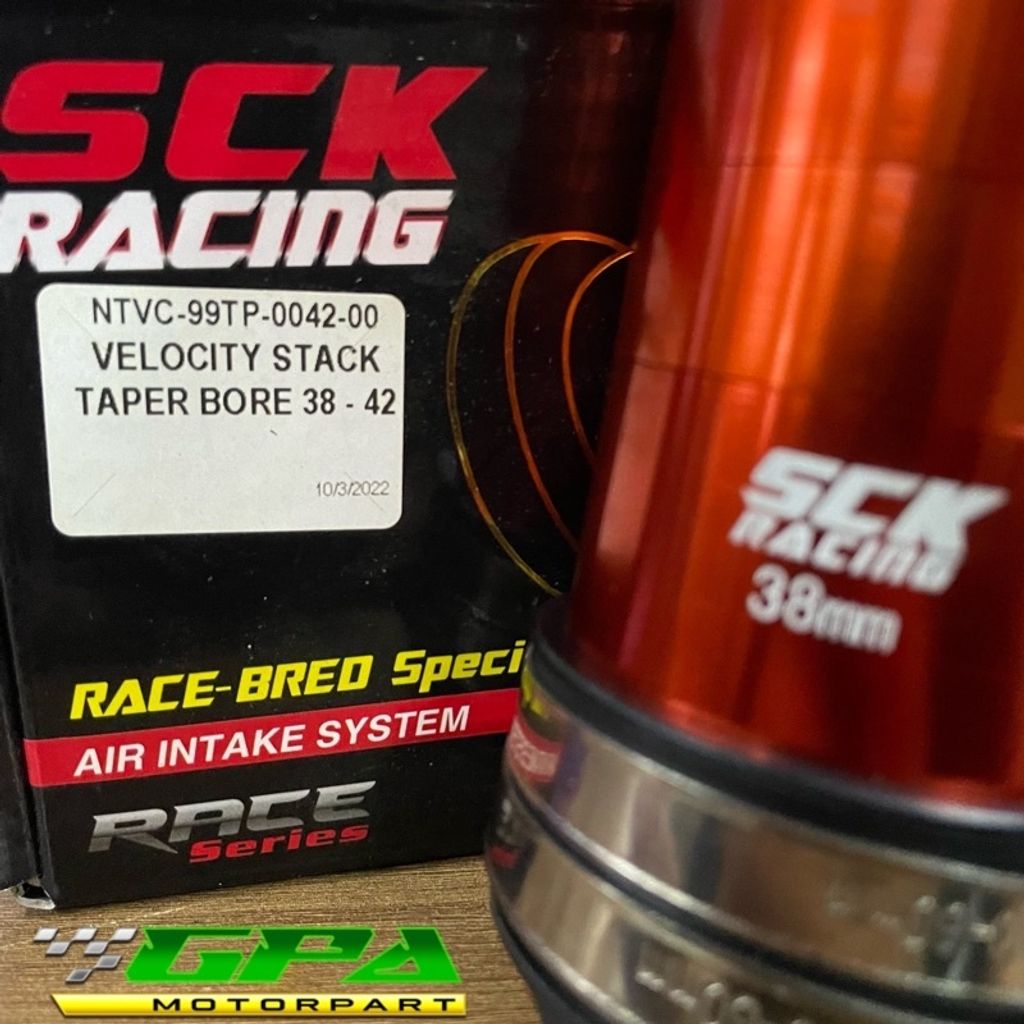 SCK
RACING
NTVC-99TP-0042-00
VELOCITY STACK
TAPER BORE 38 - 42
10/3/2022
RACE-BRED Speci
AIR INTAKE SYSTEM
RACE
Series
SCK
RACING
38mm
GPA
MOTORPART